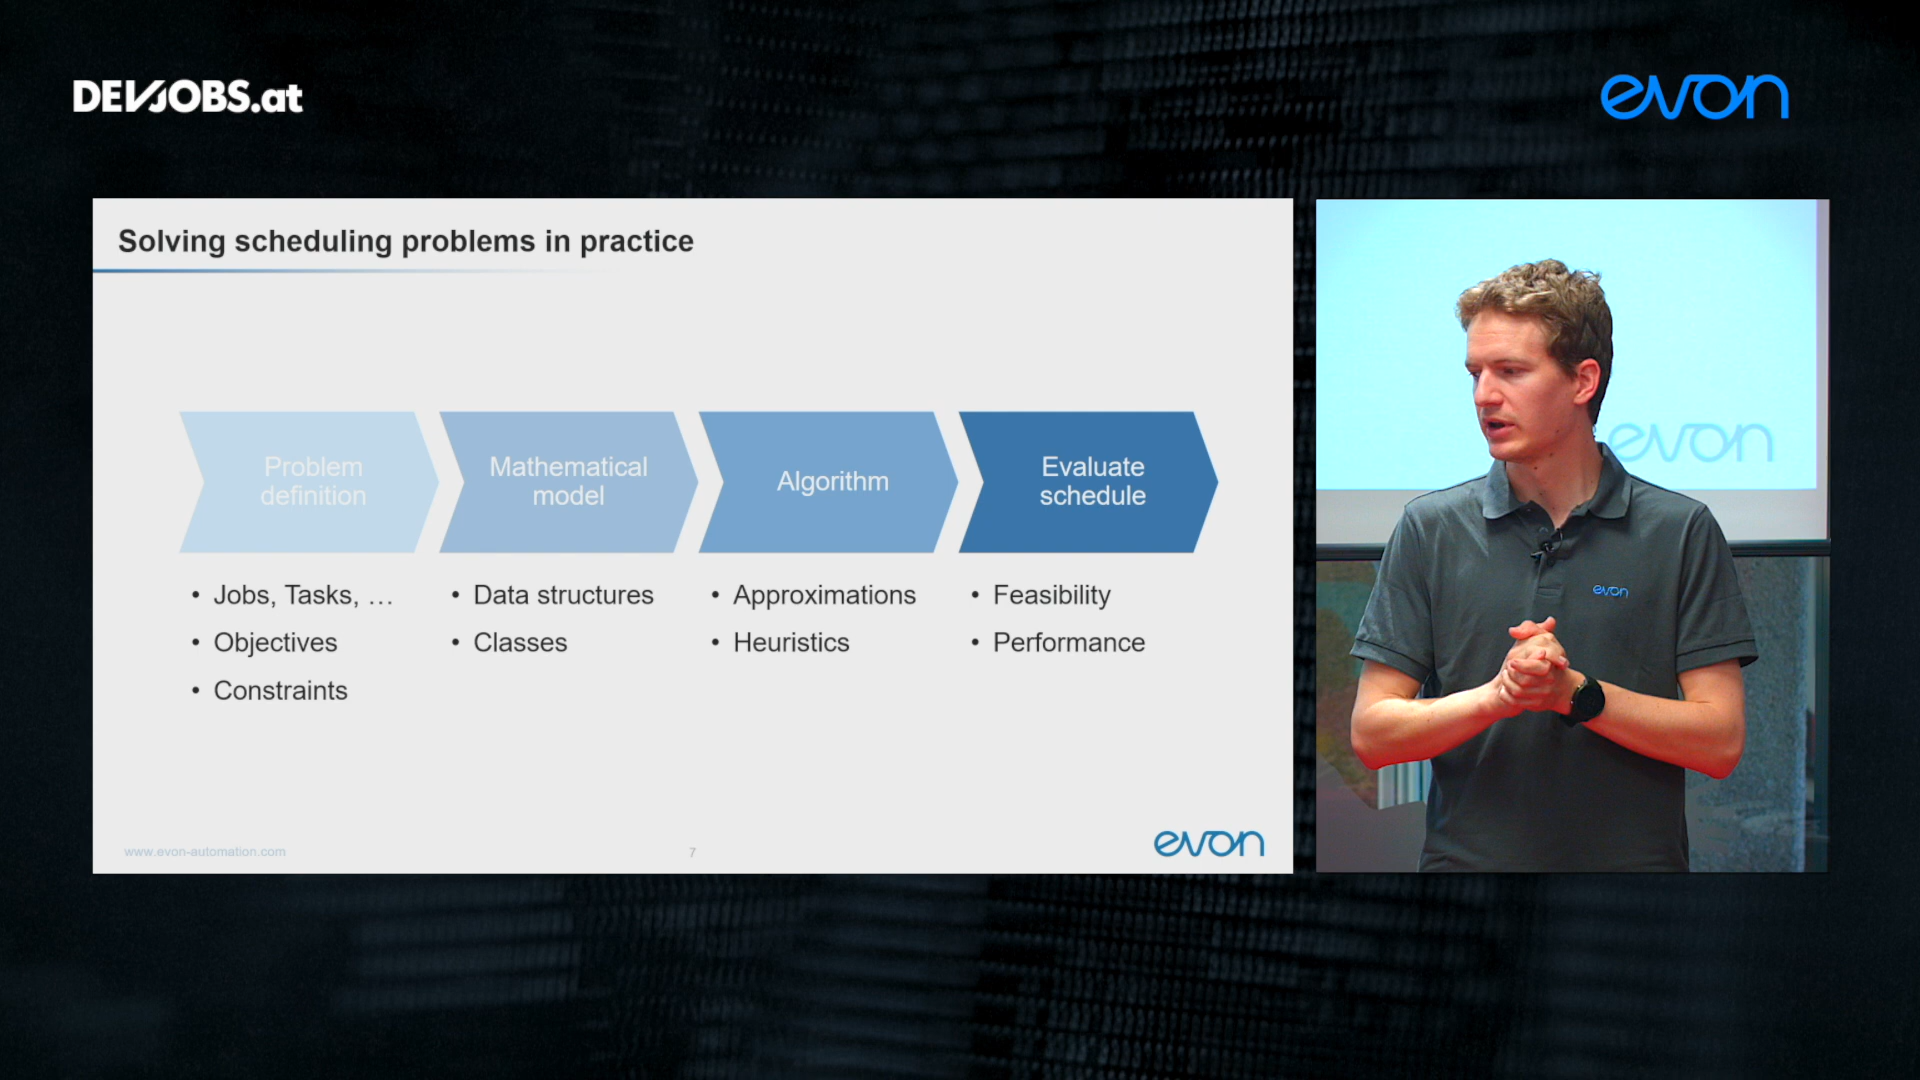 DEVJOBS.at
evon
Solving scheduling problems in practice
Problem
definition
Mathematical
model
Algorithm
Evaluate
schedule
• Jobs, Tasks, …
• Objectives
• Constraints
• Data structures
• Classes
• Approximations
• Heuristics
• Feasibility
• Performance
www.evon-automation.com
7
evon
evon
evon